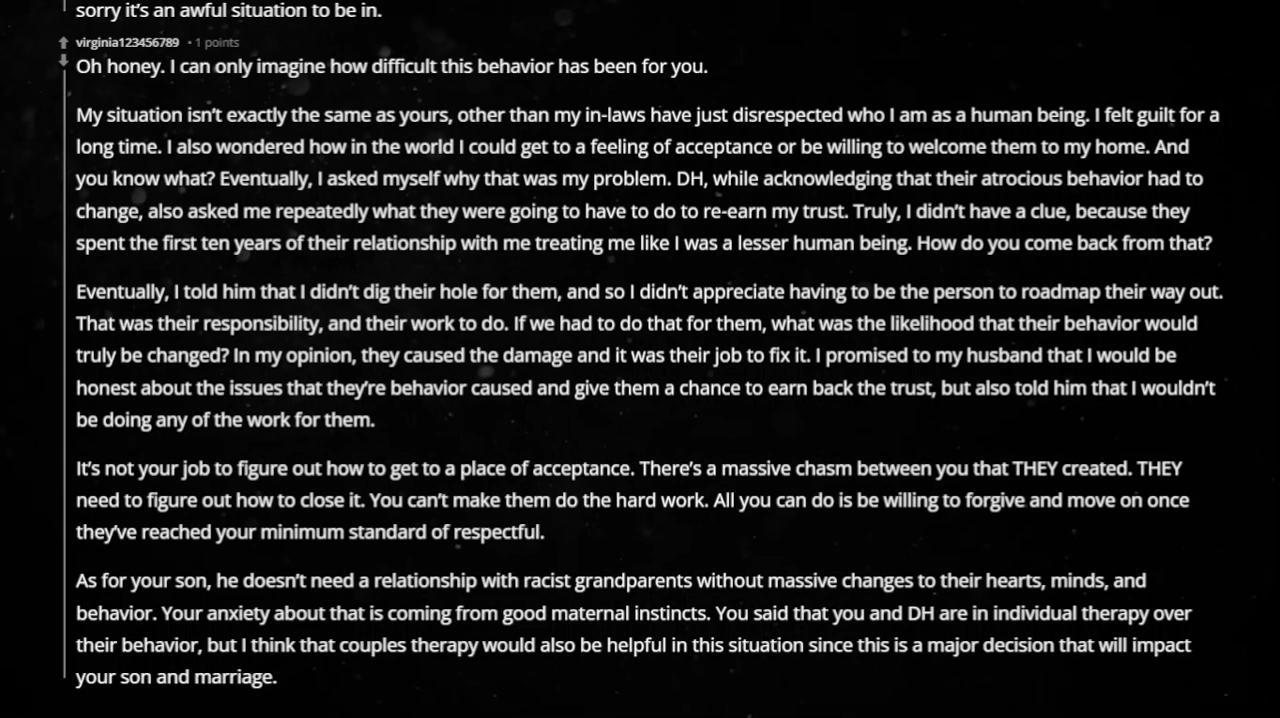 sorry it's an awful situation to be in.
virginia123456789 • 1 points
Oh honey. I can only imagine how difficult this behavior has been for you.
My situation isn't exactly the same as yours, other than my in-laws have just disrespected who I am as a human being. I felt guilt for a
long time. I also wondered how in the world I could get to a feeling of acceptance or be willing to welcome them to my home. And
you know what? Eventually, I asked myself why that was my problem. DH, while acknowledging that their atrocious behavior had to
change, also asked me repeatedly what they were going to have to do to re-earn my trust. Truly, I didn't have a clue, because they
spent the first ten years of their relationship with me treating me like I was a lesser human being. How do you come back from that?
Eventually, I told him that I didn't dig their hole for them, and so I didn't appreciate having to be the person to roadmap their way out.
That was their responsibility, and their work to do. If we had to do that for them, what was the likelihood that their behavior would
truly be changed? In my opinion, they caused the damage and it was their job to fix it. I promised to my husband that I would be
honest about the issues that they're behavior caused and give them a chance to earn back the trust, but also told him that I wouldn't
be doing any of the work for them.
It's not your job to figure out how to get to a place of acceptance. There's a massive chasm between you that THEY created. THEY
need to figure out how to close it. You can't make them do the hard work. All you can do is be willing to forgive and move on once
they've reached your minimum standard of respectful.
As for your son, he doesn't need a relationship with racist grandparents without massive changes to their hearts, minds, and
behavior. Your anxiety about that is coming from good maternal instincts. You said that you and DH are in individual therapy over
their behavior, but I think that couples therapy would also be helpful in this situation since this is a major decision that will impact
your son and marriage.